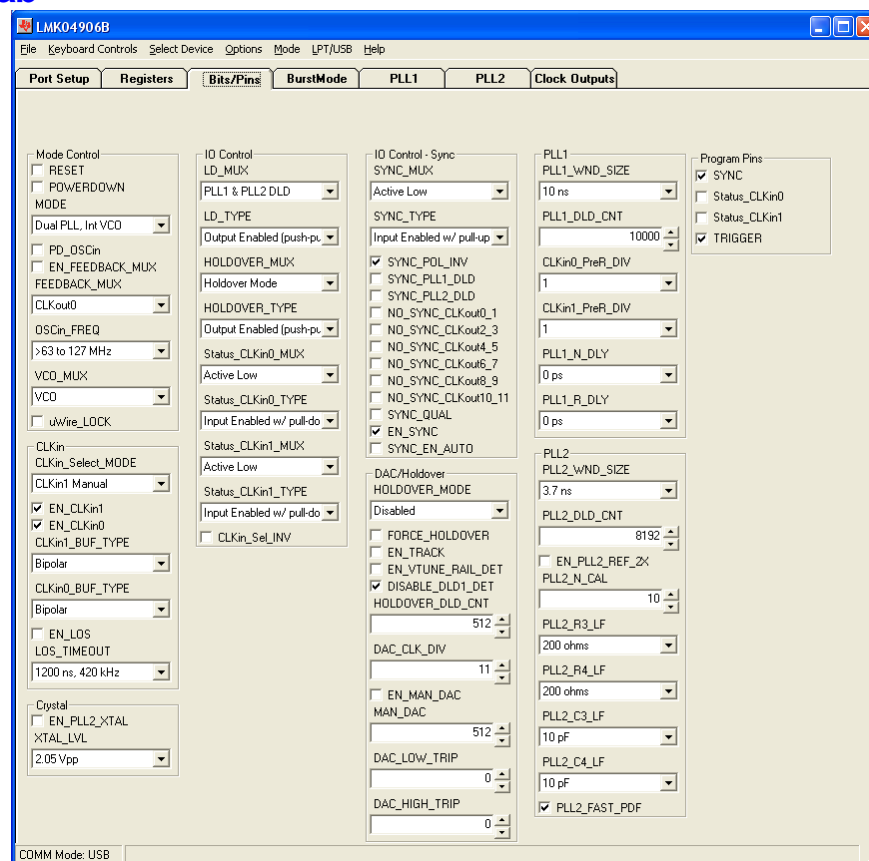 LMK04906B
File Keyboard Controls Select Device Options Mode LPT/USB Help
Port Setup Registers Bits/Pins BurstMode PLL1 PLL2 Clock Outputs
Mode Control
RESET
POWERDOWN
MODE
Dual PLL, Int VCO
PD_OSCin
EN_FEEDBACK_MUX
FEEDBACK_MUX
CLKout0
OSCin_FREQ
>63 to 127 MHz
VCO_MUX
VCO
uWire_LOCK
CLKin
CLKin_Select_MODE
CLKin1 Manual
EN_CLKin1
EN_CLKin0
CLKin1_BUF_TYPE
Bipolar
CLKin0_BUF_TYPE
Bipolar
EN_LOS
LOS_TIMEOUT
1200 ns, 420 kHz
Crystal
EN_PLL2_XTAL
XTAL_LVL
2.05 Vpp
IO Control
LD_MUX
PLL1 & PLL2 DLD
LD_TYPE
Output Enabled (push-pu
HOLDOVER_MUX
Holdover Mode
HOLDOVER_TYPE
Output Enabled (push-pu
Status_CLKin0_MUX
Active Low
Status_CLKin0_TYPE
Input Enabled w/ pull-do
Status_CLKin1_MUX
Active Low
Status_CLKin1_TYPE
Input Enabled w/ pull-do
CLKin_Sel_INV
IO Control - Sync
SYNC_MUX
Active Low
SYNC_TYPE
Input Enabled w/ pull-up
SYNC_POL_INV
SYNC_PLL1_DLD
SYNC_PLL2_DLD
NO_SYNC_CLKout0_1
NO_SYNC_CLKout2_3
NO_SYNC_CLKout4_5
NO_SYNC_CLKout6_7
NO_SYNC_CLKout8_9
NO_SYNC_CLKout10_11
SYNC_QUAL
EN_SYNC
SYNC_EN_AUTO
DAC/Holdover
HOLDOVER_MODE
Disabled
FORCE_HOLDOVER
EN_TRACK
EN_VTUNE_RAIL_DET
DISABLE_DLD1_DET
HOLDOVER_DLD_CNT
512
DAC_CLK_DIV
11
EN_MAN_DAC
MAN_DAC
512
DAC_LOW_TRIP
0
DAC_HIGH_TRIP
0
PLL1
PLL1_WND_SIZE
10 ns
PLL1_DLD_CNT
10000
CLKin0_PreR_DIV
1
CLKin1_PreR_DIV
1
PLL1_N_DLY
0 ps
PLL1_R_DLY
0 ps
PLL2
PLL2_WND_SIZE
3.7 ns
PLL2_DLD_CNT
8192
EN_PLL2_REF_2X
PLL2_N_CAL
10
PLL2_R3_LF
200 ohms
PLL2_R4_LF
200 ohms
PLL2_C3_LF
10 pF
PLL2_C4_LF
10 pF
PLL2_FAST_PDF
Program Pins
SYNC
Status_CLKin0
Status_CLKin1
TRIGGER
COMM Mode: USB